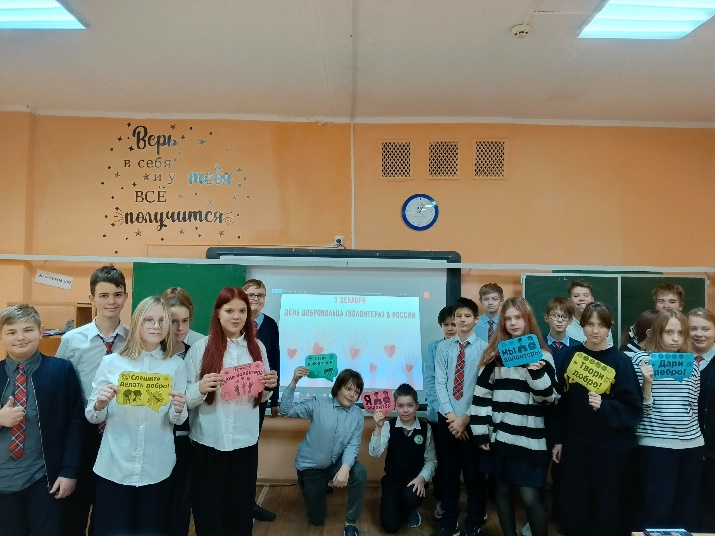 Верь
в себя
и у тебя
ВСЁ
получится
5 ДЕКАБРЯ
ДЕНЬ ДОБРОВОЛЬЦА (ВОЛОНТЕРА) В РОССИИ
Спешите
делать добро!
Я
МЫ
волонтеры!
Твори
добро!
Дари
добро!